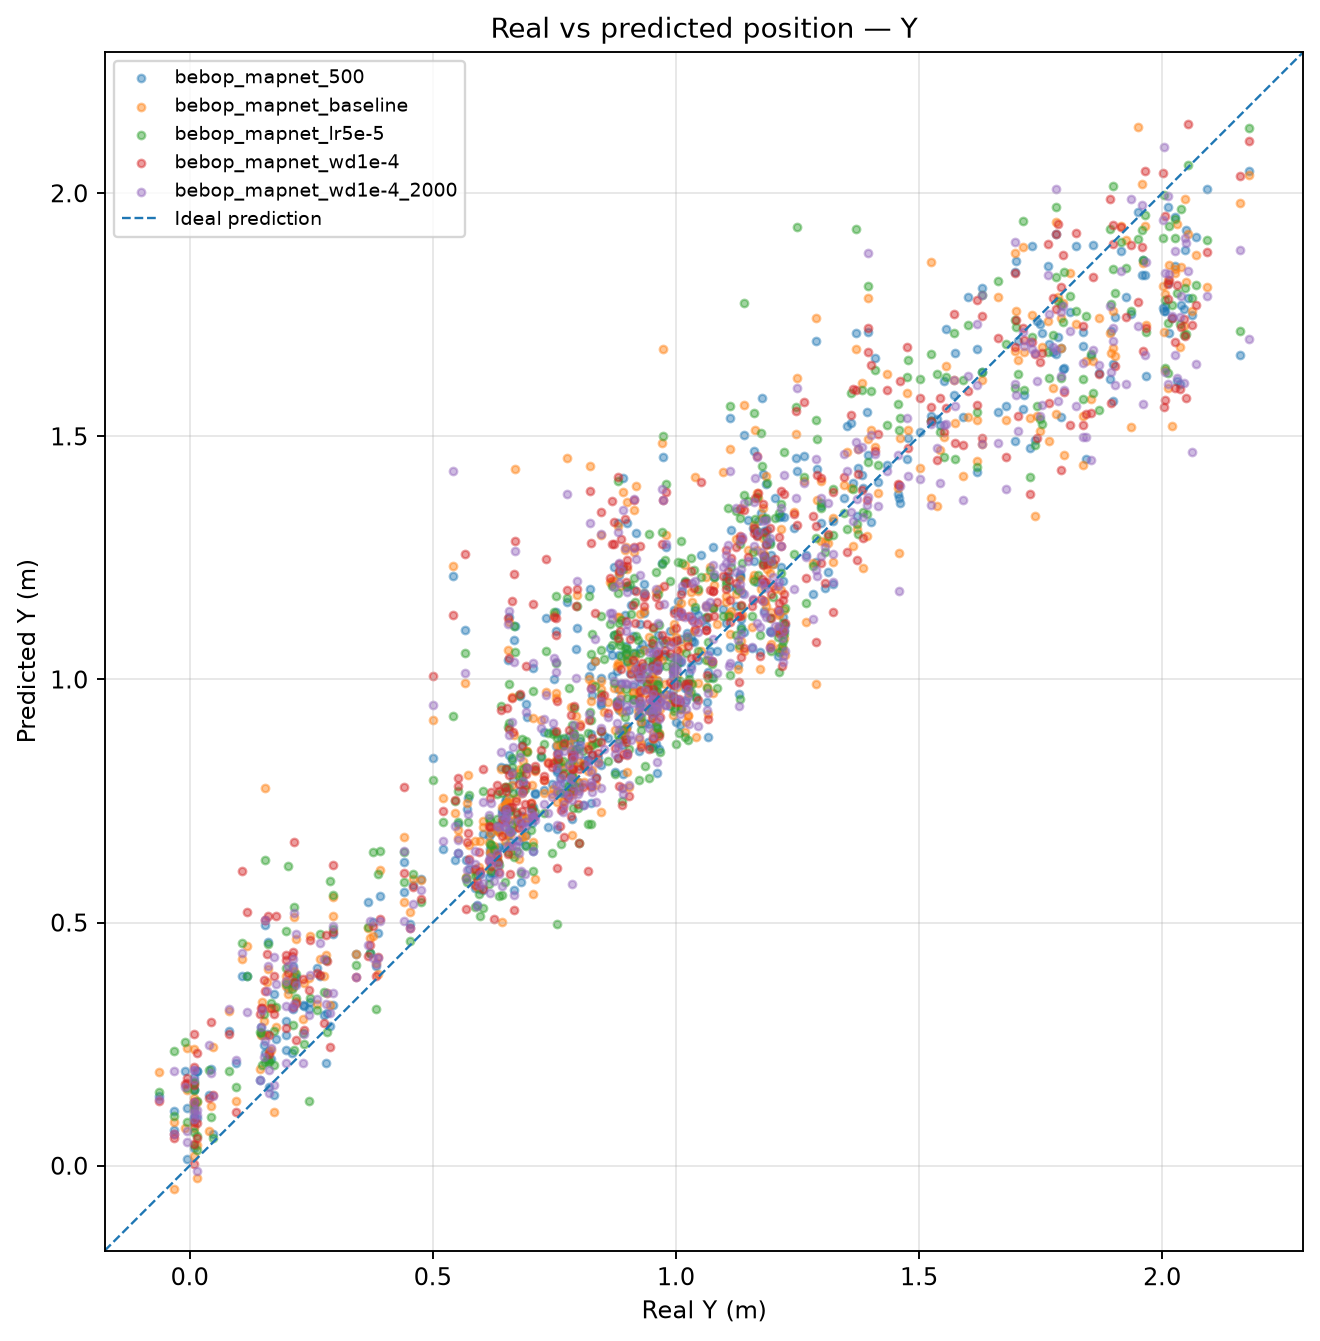 Real vs predicted position — Y
bebop_mapnet_500
bebop_mapnet_baseline
bebop_mapnet_lr5e-5
bebop_mapnet_wd1e-4
bebop_mapnet_wd1e-4_2000
Ideal prediction
2.0
1.5
1.0
0.5
0.0
Predicted Y (m)
0.0 0.5 1.0 1.5 2.0
Real Y (m)